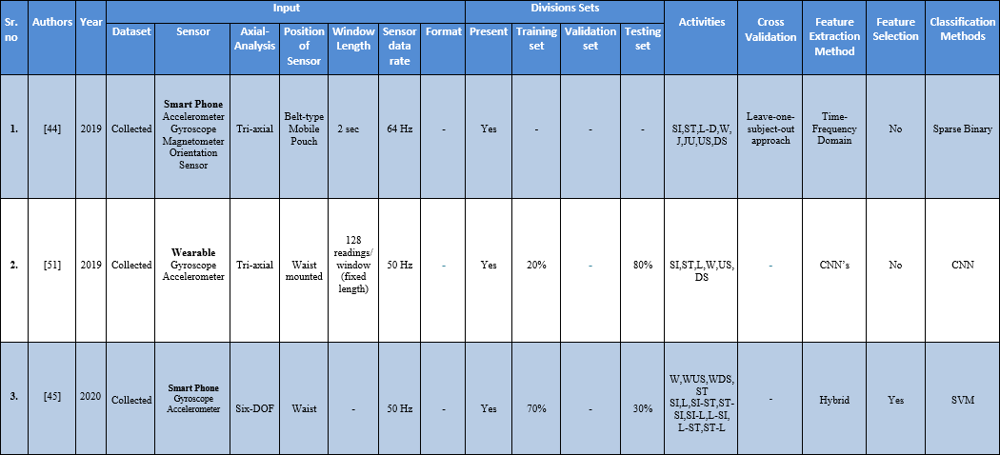 Sr. no
Authors
Year
Input
Divisions Sets
Activities
Cross Validation
Feature Extraction Method
Feature Selection
Classification Methods
Dataset
Sensor
Axial-Analysis
Position of Sensor
Window Length
Sensor data rate
Format
Present
Training set
Validation set
Testing set
1.
[44]
2019
Collected
Smart Phone
Accelerometer
Gyroscope
Magnetometer
Orientation
Sensor
Tri-axial
Belt-type
Mobile
Pouch
2 sec
64 Hz
-
Yes
-
-
-
SI,ST,L-D,W,
J,JU,US,DS
Leave-one-
subject-out
approach
Time-
Frequency
Domain
No
Sparse Binary
2.
[51]
2019
Collected
Wearable
Gyroscope
Accelerometer
Tri-axial
Waist
mounted
128
readings/
window
(fixed
length)
50 Hz
-
Yes
20%
-
80%
SI,ST,L,W,US,
DS
-
CNN’s
No
CNN
3.
[45]
2020
Collected
Smart Phone
Gyroscope
Accelerometer
Six-DOF
Waist
-
50 Hz
-
Yes
70%
-
30%
W,WUS,WDS,
ST
SI,L,SI-ST,ST-
SI,SI-L,L-SI,
L-ST,ST-L
-
Hybrid
Yes
SVM